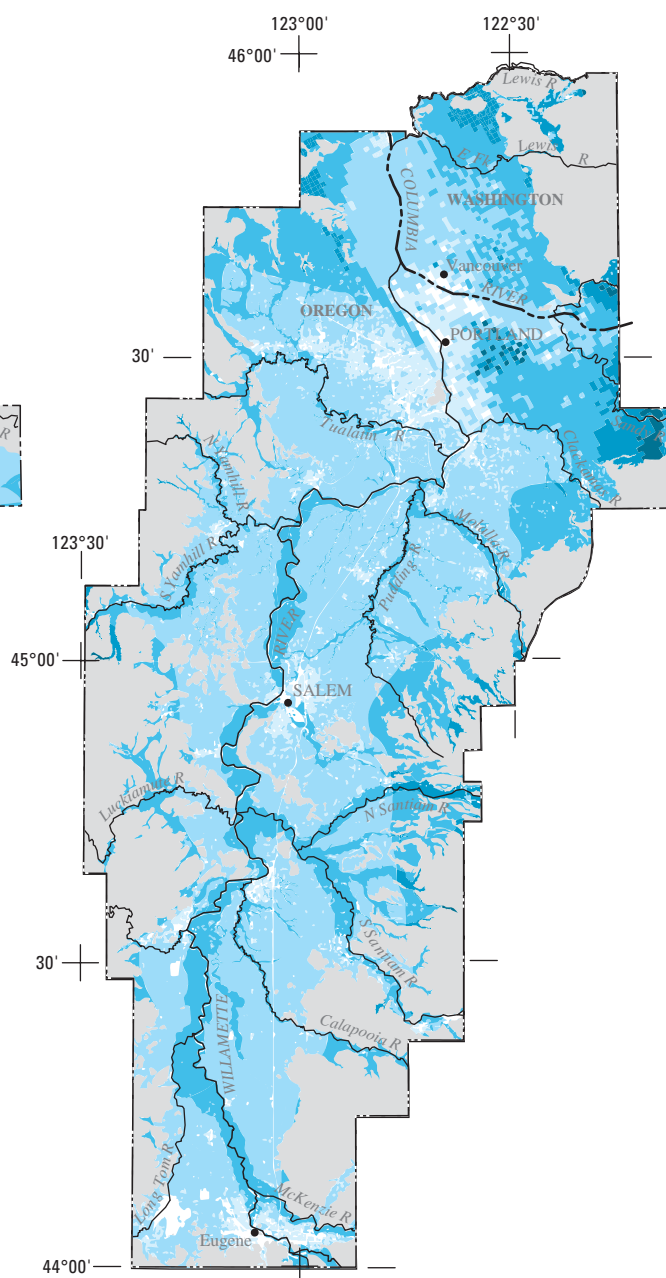 123°00'
122°30'
46°00'
Lewis R
Lewis
E Fk
R
COLUMBIA
WASHINGTON
Vancouver
RIVER
OREGON
PORTLAND
30'
R
Tualatin R
Sandy R
Clackamas R
N Yamhill R
Molalla R
123°30'
S Yamhill R
Pudding R
RIVER
45°00'
SALEM
Luckiamute R
N Santiam R
S Santiam R
30'
WILLAMETTE
Calapooia R
Long Tom R
McKenzie R
Eugene
44°00'